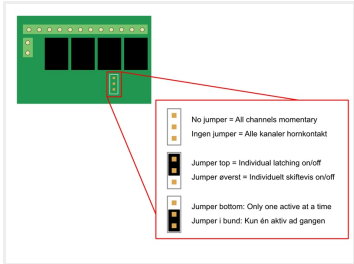 No jumper = All channels momentary
Ingen jumper = Alle kanaler hornkontakt
Jumper top = Individual latching on/off
Jumper øverst = Individuelt skiftevis on/off
Jumper bottom: Only one active at a time
Jumper i bund: Kun én aktiv ad gangen